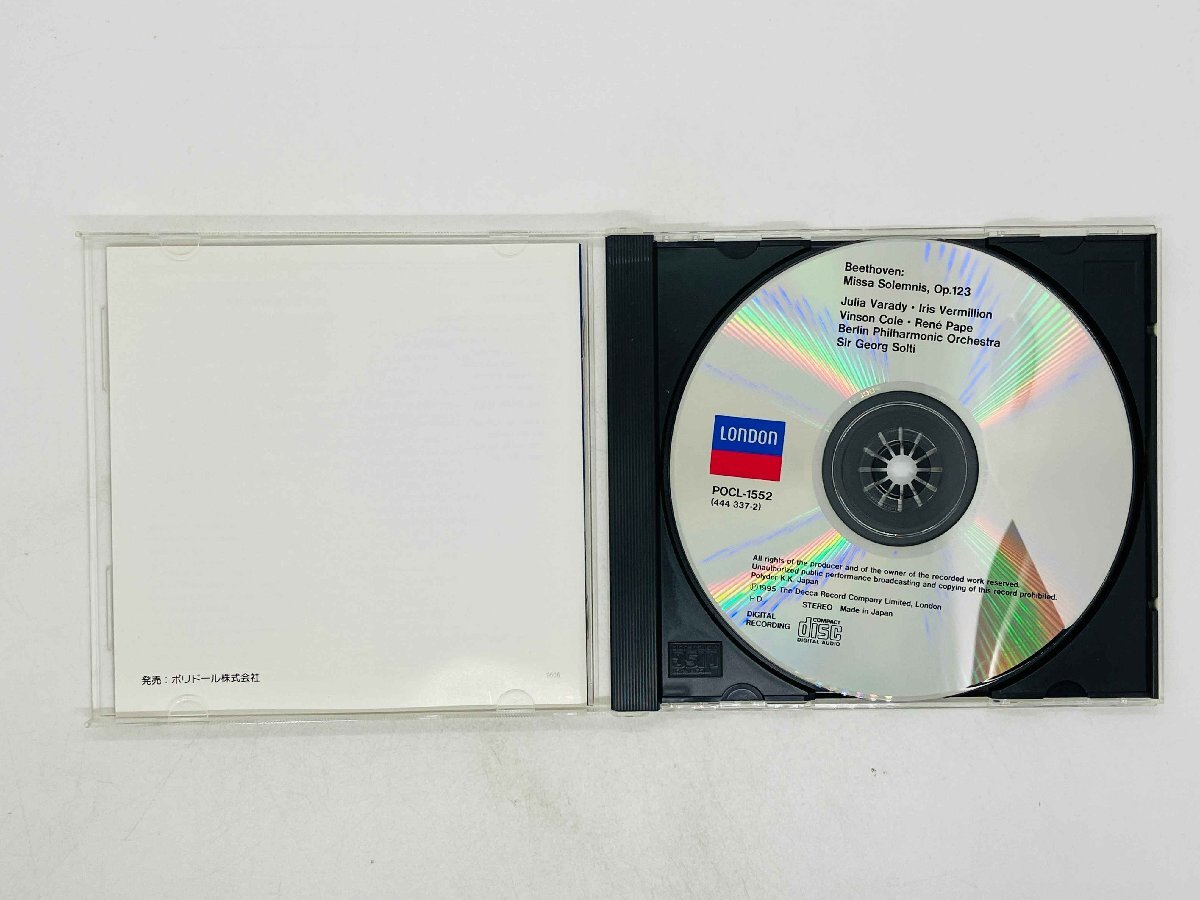 発売：ポリドール株式会社
Beethoven:
Missa Solemnis, Op.123
Julia Varady・Iris Vermillion
Vinson Cole・René Pape
Berlin Philharmonic Orchestra
Sir Georg Solti
LONDON
POCL-1552
(444 337-2)
All rights of the producer and of the owner of the recorded work reserved.
Unauthorized public performance broadcasting and copying of this record prohibited.
Polydor K.K. Japan
Ⓟ1995 The Decca Record Company Limited, London
STEREO Made in Japan
DIGITAL
RECORDING
COMPACT
disc
DIGITAL AUDIO